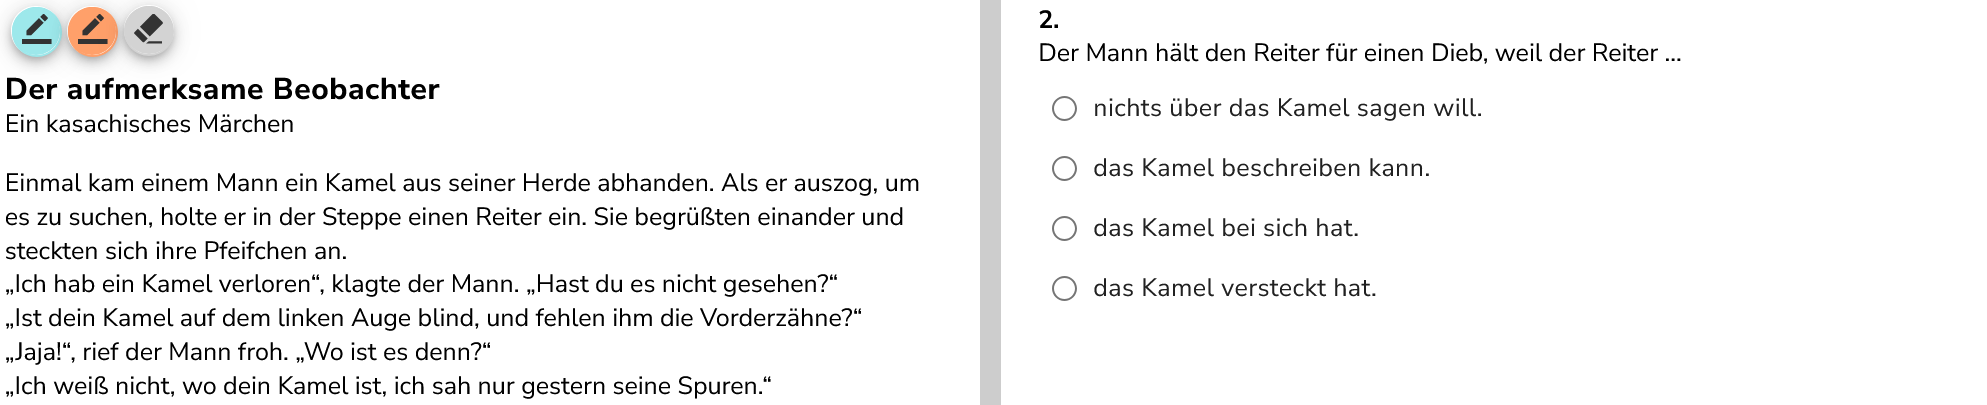 Der aufmerksame Beobachter
Ein kasachisches Märchen
Einmal kam einem Mann ein Kamel aus seiner Herde abhanden. Als er auszog, um
es zu suchen, holte er in der Steppe einen Reiter ein. Sie begrüßten einander und
steckten sich ihre Pfeifchen an.
„Ich hab ein Kamel verloren“, klagte der Mann. „Hast du es nicht gesehen?“
„Ist dein Kamel auf dem linken Auge blind, und fehlen ihm die Vorderzähne?“
„Jaja!“, rief der Mann froh. „Wo ist es denn?“
„Ich weiß nicht, wo dein Kamel ist, ich sah nur gestern seine Spuren.“
2.
Der Mann hält den Reiter für einen Dieb, weil der Reiter ...
nichts über das Kamel sagen will.
das Kamel beschreiben kann.
das Kamel bei sich hat.
das Kamel versteckt hat.